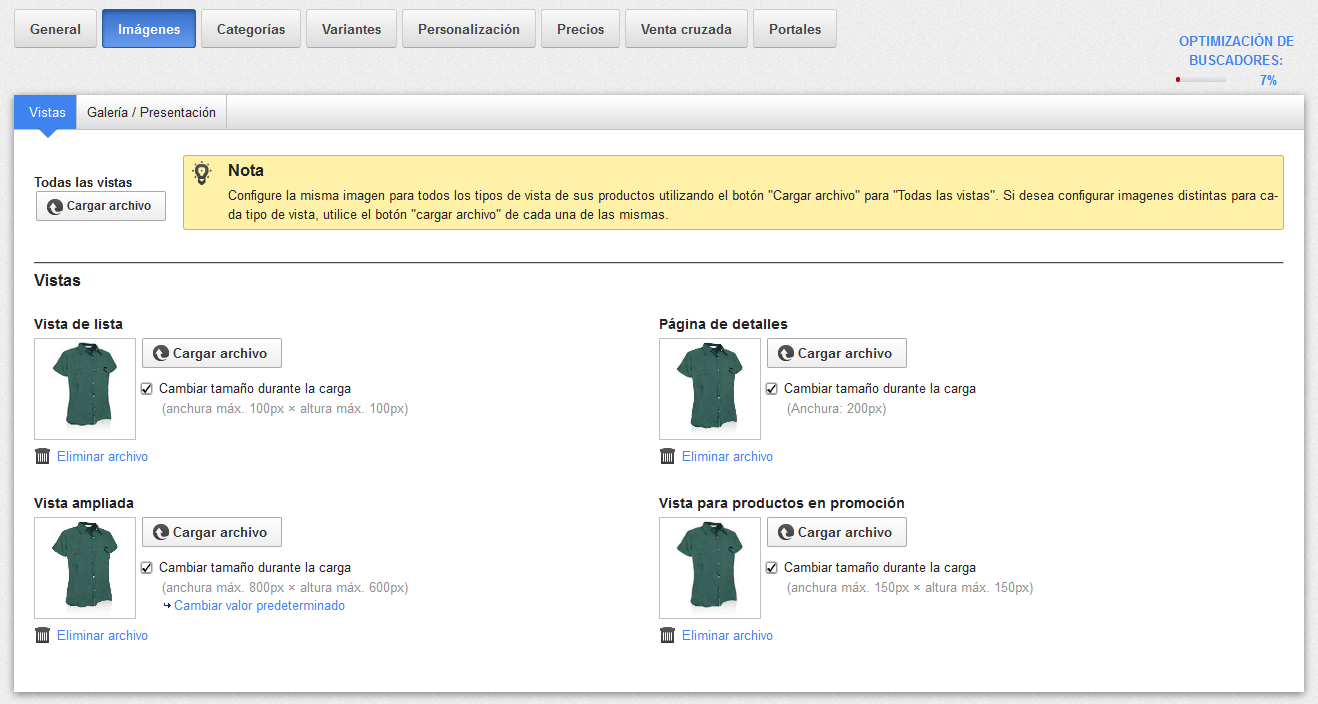 General Imágenes Categorías Variantes Personalización Precios Venta cruzada Portales
OPTIMIZACIÓN DE
BUSCADORES:
7%
Vistas Galería / Presentación
Todas las vistas
Cargar archivo
Nota
Configure la misma imagen para todos los tipos de vista de sus productos utilizando el botón "Cargar archivo" para "Todas las vistas". Si desea configurar imagenes distintas para ca-
da tipo de vista, utilice el botón "cargar archivo" de cada una de las mismas.
Vistas
Vista de lista
Cargar archivo
Cambiar tamaño durante la carga
(anchura máx. 100px × altura máx. 100px)
Eliminar archivo
Página de detalles
Cargar archivo
Cambiar tamaño durante la carga
(Anchura: 200px)
Eliminar archivo
Vista ampliada
Cargar archivo
Cambiar tamaño durante la carga
(anchura máx. 800px × altura máx. 600px)
Cambiar valor predeterminado
Eliminar archivo
Vista para productos en promoción
Cargar archivo
Cambiar tamaño durante la carga
(anchura máx. 150px × altura máx. 150px)
Eliminar archivo